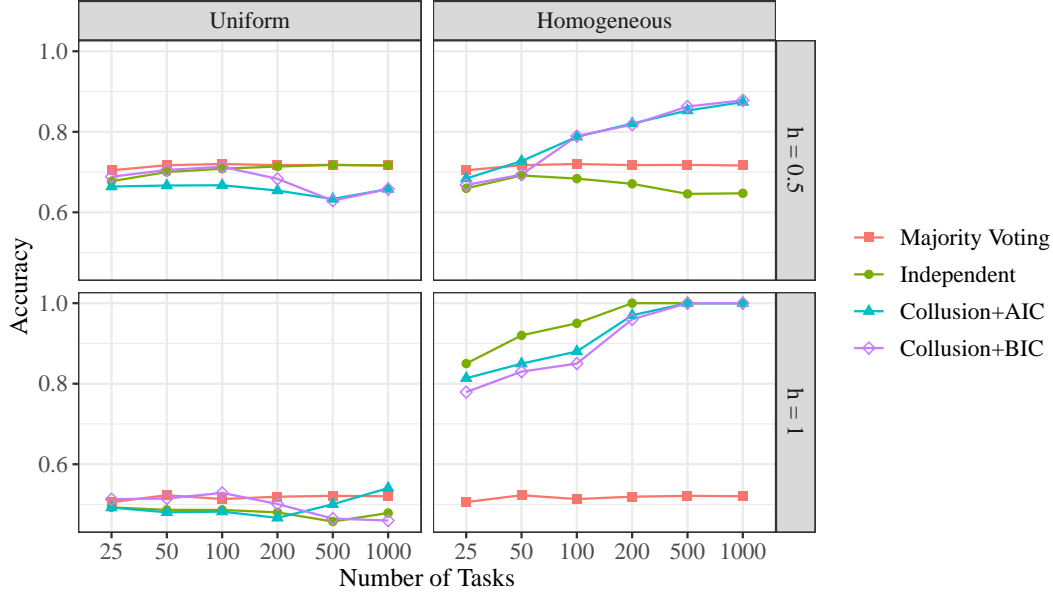 Uniform
Homogeneous
1.0
0.8
0.6
h = 0.5
1.0
0.8
0.6
h = 1
Accuracy
25 50 100 200 500 1000
25 50 100 200 500 1000
Number of Tasks
Majority Voting
Independent
Collusion+AIC
Collusion+BIC